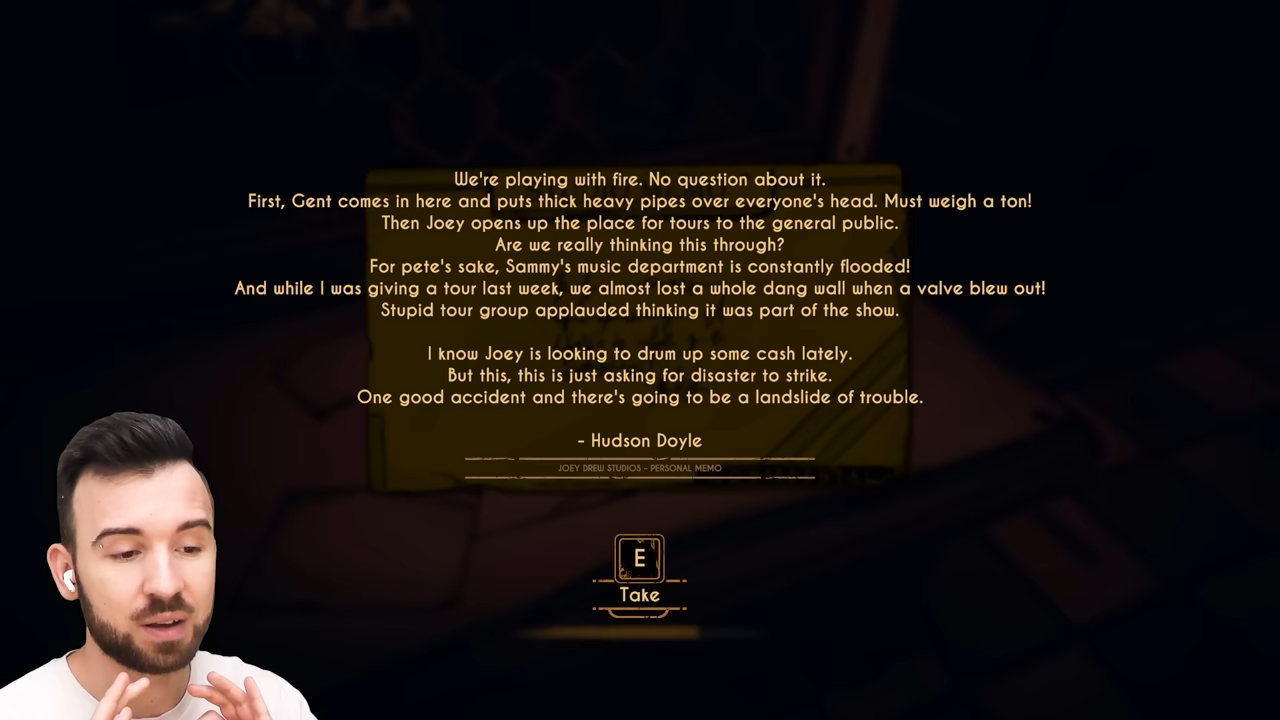 We're playing with fire. No question about it.
First, Gent comes in here and puts thick heavy pipes over everyone's head. Must weigh a ton!
Then Joey opens up the place for tours to the general public.
Are we really thinking this through?
For pete's sake, Sammy's music department is constantly flooded!
And while I was giving a tour last week, we almost lost a whole dang wall when a valve blew out!
Stupid tour group applauded thinking it was part of the show.
I know Joey is looking to drum up some cash lately.
But this, this is just asking for disaster to strike.
One good accident and there's going to be a landslide of trouble.
- Hudson Doyle
JOEY DREW STUDIOS - PERSONAL MEMO
E
Take